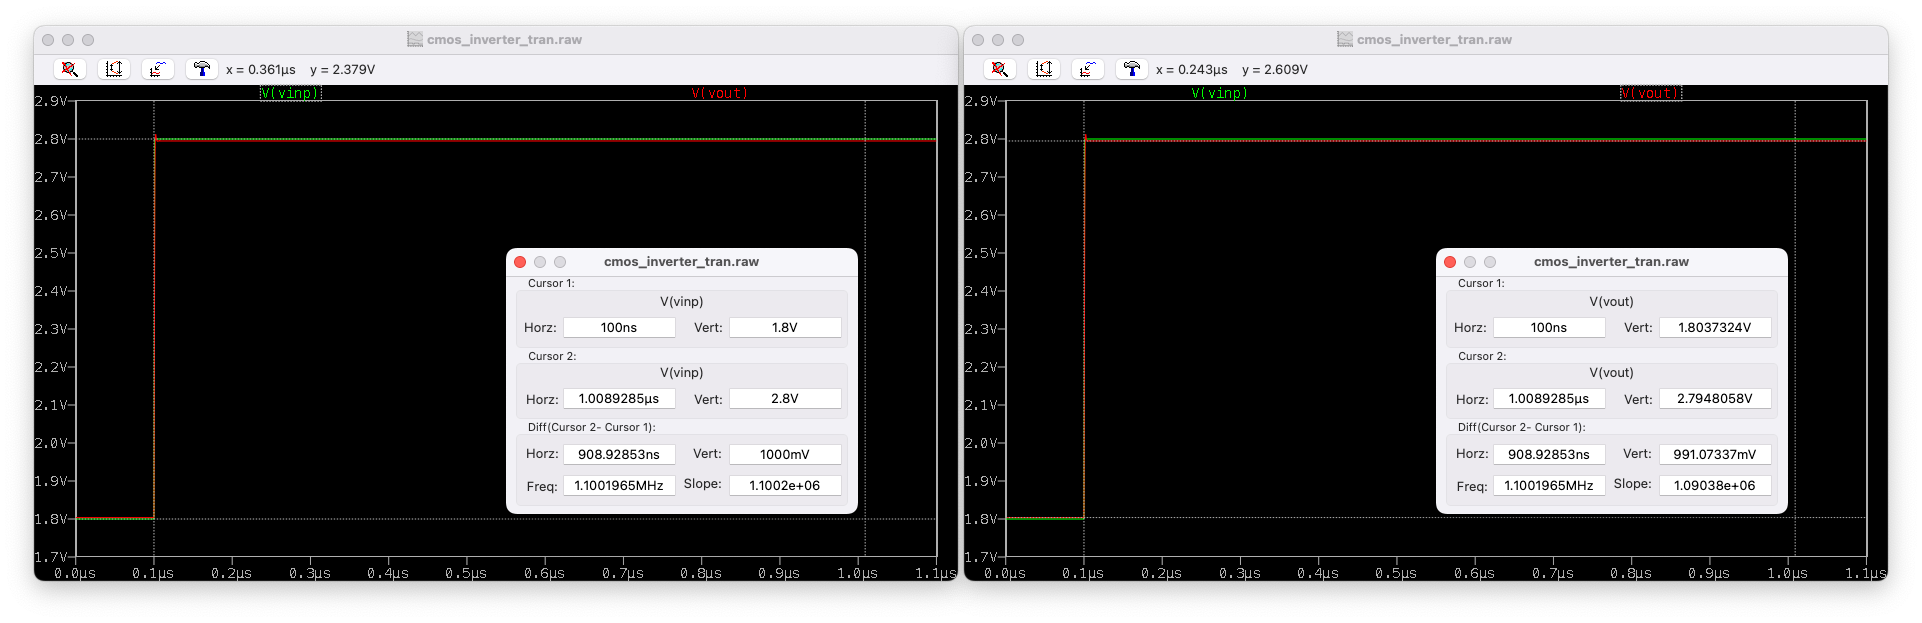 cmos_inverter_tran.raw
x = 0.361µs y = 2.379V
V(vinp) V(vout)
2.9V
2.8V
2.7V
2.6V
2.5V
2.4V
2.3V
2.2V
2.1V
2.0V
1.9V
1.8V
1.7V
0.0µs 0.1µs 0.2µs 0.3µs 0.4µs 0.5µs 0.6µs 0.7µs 0.8µs 0.9µs 1.0µs 1.1µs
cmos_inverter_tran.raw
Cursor 1:
V(vinp)
Horz: 100ns Vert: 1.8V
Cursor 2:
V(vinp)
Horz: 1.0089285µs Vert: 2.8V
Diff(Cursor 2- Cursor 1):
Horz: 908.92853ns Vert: 1000mV
Freq: 1.1001965MHz Slope: 1.1002e+06
cmos_inverter_tran.raw
x = 0.243µs y = 2.609V
V(vinp) V(vout)
2.9V
2.8V
2.7V
2.6V
2.5V
2.4V
2.3V
2.2V
2.1V
2.0V
1.9V
1.8V
1.7V
0.0µs 0.1µs 0.2µs 0.3µs 0.4µs 0.5µs 0.6µs 0.7µs 0.8µs 0.9µs 1.0µs 1.1µs
cmos_inverter_tran.raw
Cursor 1:
V(vout)
Horz: 100ns Vert: 1.8037324V
Cursor 2:
V(vout)
Horz: 1.0089285µs Vert: 2.7948058V
Diff(Cursor 2- Cursor 1):
Horz: 908.92853ns Vert: 991.07337mV
Freq: 1.1001965MHz Slope: 1.09038e+06